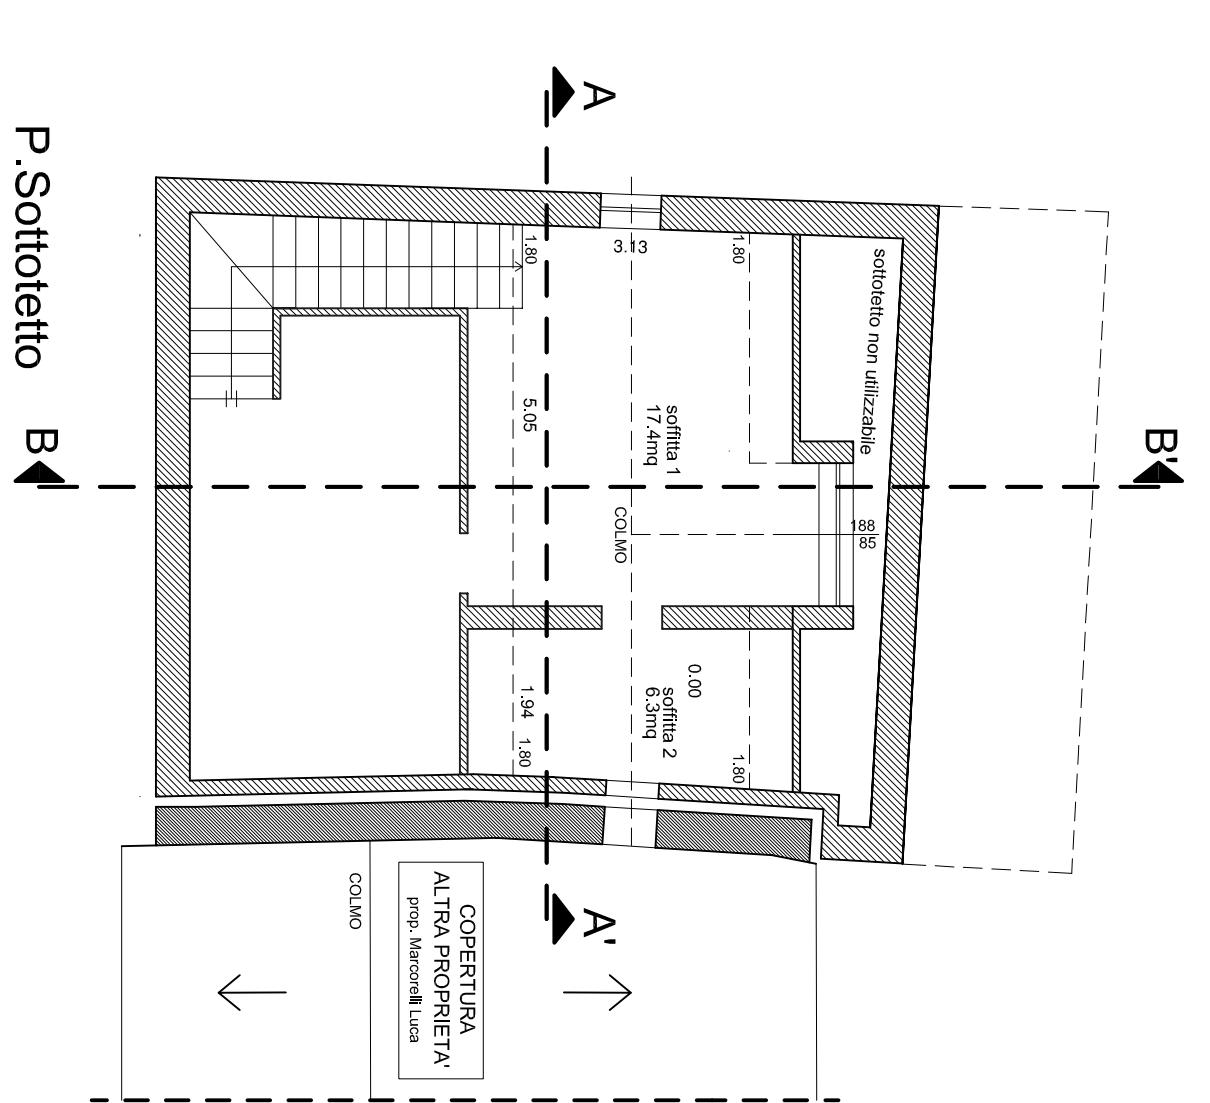 P.Sottotetto
A
A'
B
B'
sottotetto non utilizzabile
1.80
3.13
1.80
soffitta 1
17.4mq
5.05
COLMO
188
85
0.00
soffitta 2
6.3mq
1.94
1.80
1.80
COPERTURA
ALTRA PROPRIETA'
prop. Marcorelli Luca
COLMO